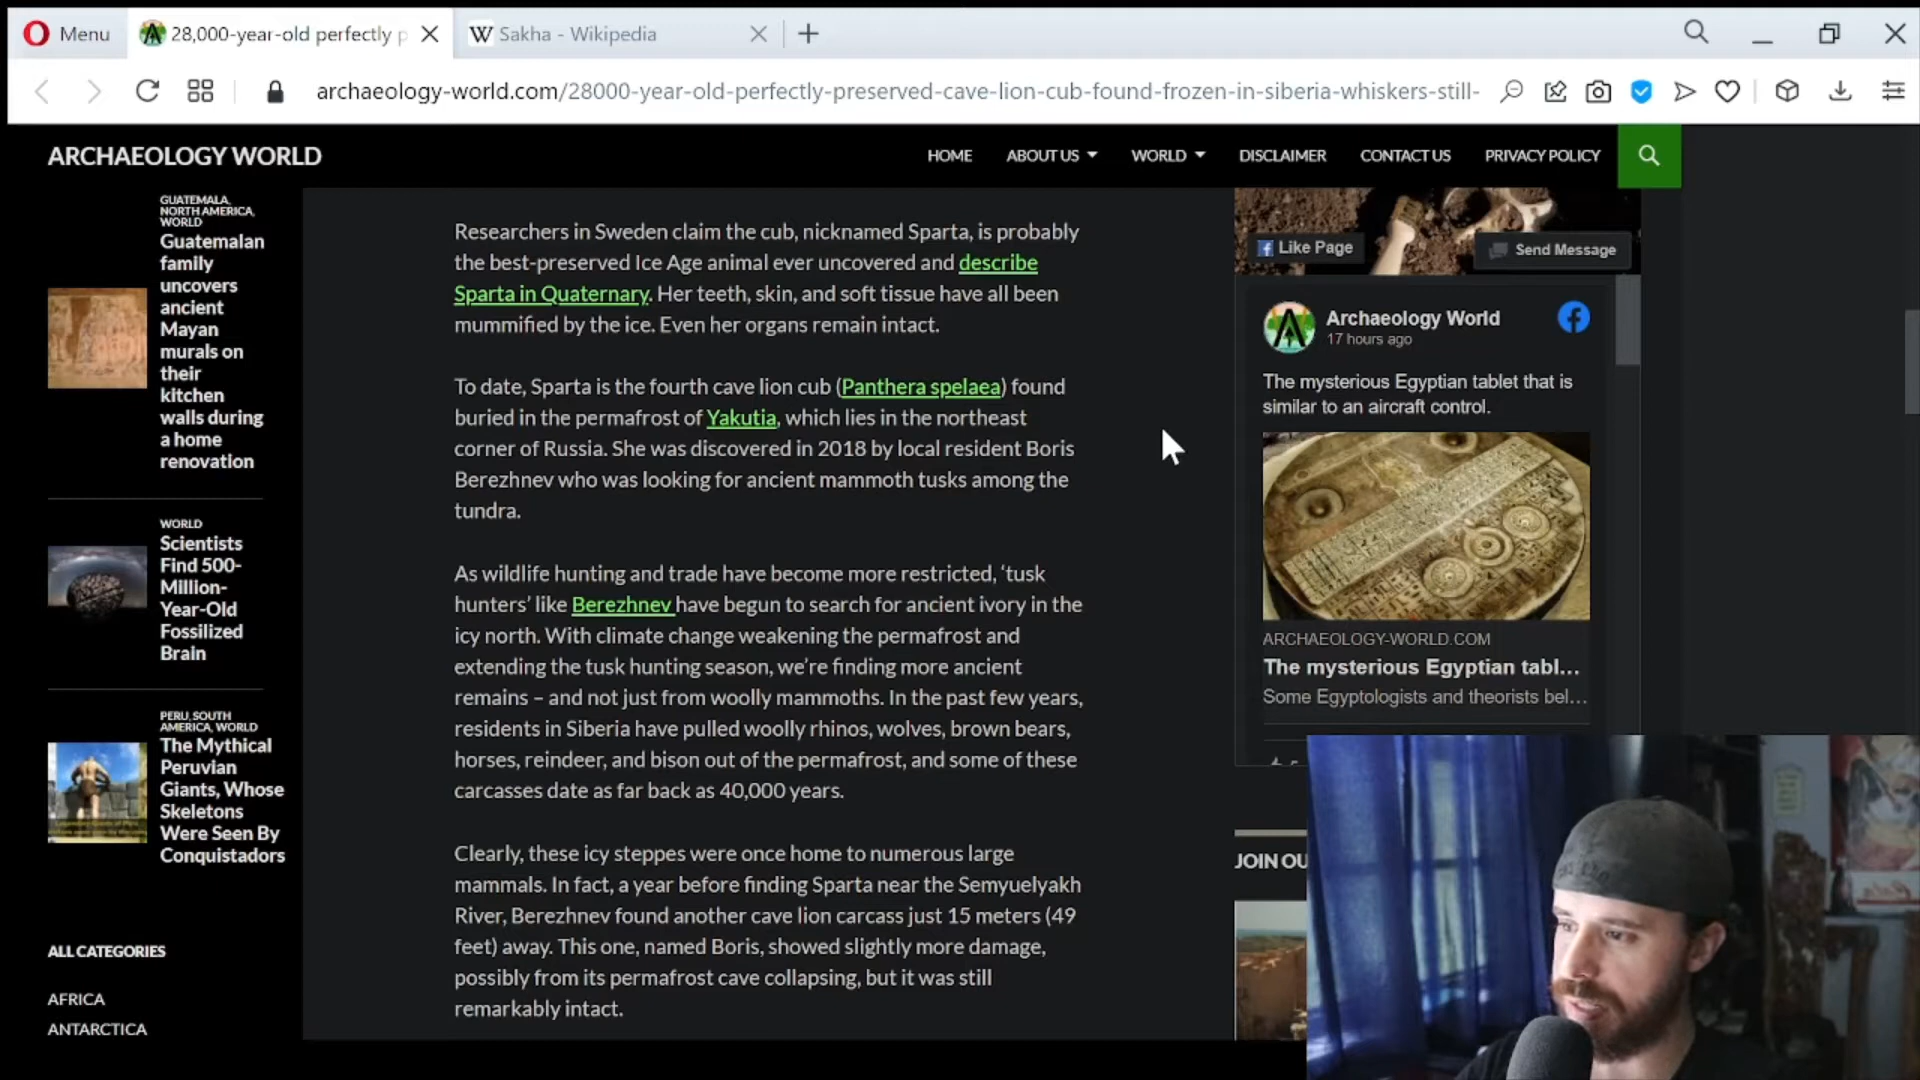 Menu
28,000-year-old perfectly p
Sakha - Wikipedia
archaeology-world.com/28000-year-old-perfectly-preserved-cave-lion-cub-found-frozen-in-siberia-whiskers-still-
ARCHAEOLOGY WORLD
HOME
ABOUT US
WORLD
DISCLAIMER
CONTACT US
PRIVACY POLICY
GUATEMALA,
NORTH AMERICA,
WORLD
Guatemalan
family
uncovers
ancient
Mayan
murals on
their
kitchen
walls during
a home
renovation
WORLD
Scientists
Find 500-
Million-
Year-Old
Fossilized
Brain
PERU, SOUTH
AMERICA, WORLD
The Mythical
Peruvian
Giants, Whose
Skeletons
Were Seen By
Conquistadors
ALL CATEGORIES
AFRICA
ANTARCTICA
Researchers in Sweden claim the cub, nicknamed Sparta, is probably
the best-preserved Ice Age animal ever uncovered and describe
Sparta in Quaternary. Her teeth, skin, and soft tissue have all been
mummified by the ice. Even her organs remain intact.
To date, Sparta is the fourth cave lion cub (Panthera spelaea) found
buried in the permafrost of Yakutia, which lies in the northeast
corner of Russia. She was discovered in 2018 by local resident Boris
Berezhnev who was looking for ancient mammoth tusks among the
tundra.
As wildlife hunting and trade have become more restricted, ‘tusk
hunters’ like Berezhnev have begun to search for ancient ivory in the
icy north. With climate change weakening the permafrost and
extending the tusk hunting season, we’re finding more ancient
remains – and not just from woolly mammoths. In the past few years,
residents in Siberia have pulled woolly rhinos, wolves, brown bears,
horses, reindeer, and bison out of the permafrost, and some of these
carcasses date as far back as 40,000 years.
Clearly, these icy steppes were once home to numerous large
mammals. In fact, a year before finding Sparta near the Semyuelyakh
River, Berezhnev found another cave lion carcass just 15 meters (49
feet) away. This one, named Boris, showed slightly more damage,
possibly from its permafrost cave collapsing, but it was still
remarkably intact.
Like Page
Send Message
Archaeology World
17 hours ago
The mysterious Egyptian tablet that is
similar to an aircraft control.
ARCHAEOLOGY-WORLD.COM
The mysterious Egyptian tabl...
Some Egyptologists and theorists bel...
JOIN OU